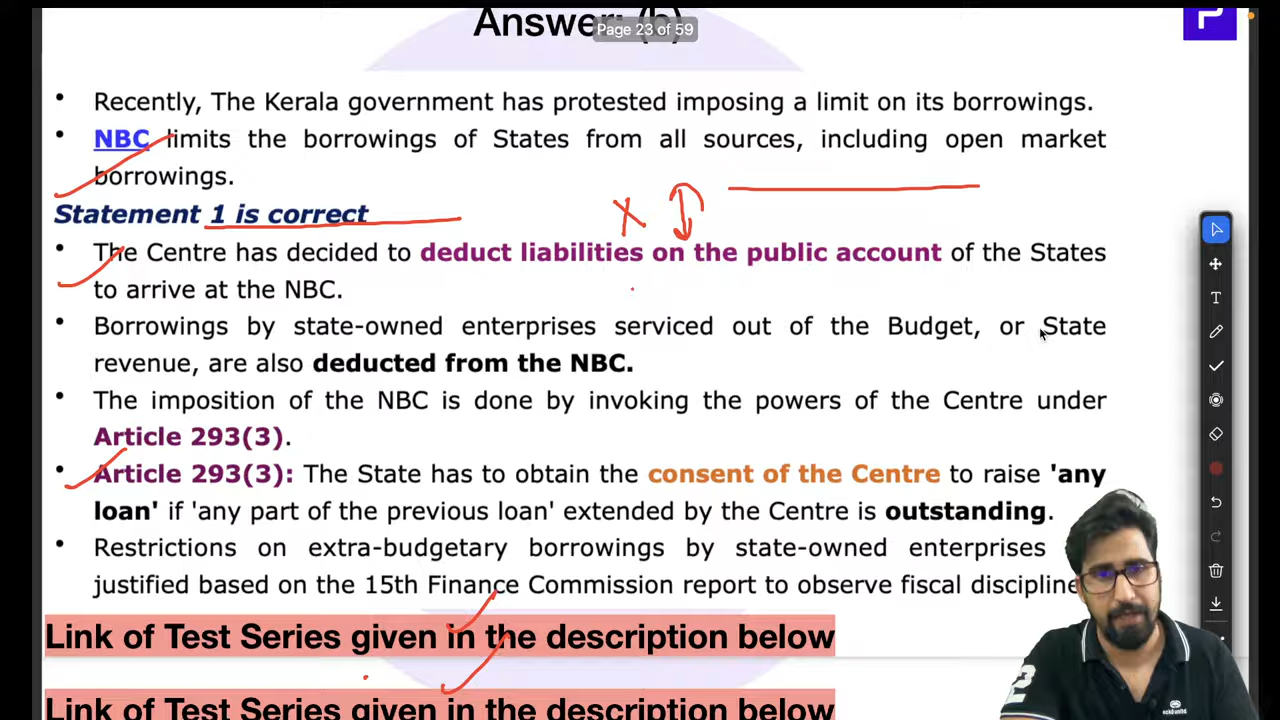 Answer: (b)
Page 23 of 59
P
• Recently, The Kerala government has protested imposing a limit on its borrowings.
• NBC limits the borrowings of States from all sources, including open market
borrowings.
Statement 1 is correct
• The Centre has decided to deduct liabilities on the public account of the States
to arrive at the NBC.
• Borrowings by state-owned enterprises serviced out of the Budget, or State
revenue, are also deducted from the NBC.
• The imposition of the NBC is done by invoking the powers of the Centre under
Article 293(3).
• Article 293(3): The State has to obtain the consent of the Centre to raise 'any
loan' if 'any part of the previous loan' extended by the Centre is outstanding.
• Restrictions on extra-budgetary borrowings by state-owned enterprises
justified based on the 15th Finance Commission report to observe fiscal discipline
Link of Test Series given in the description below
Link of Test Series given in the description below
T
2